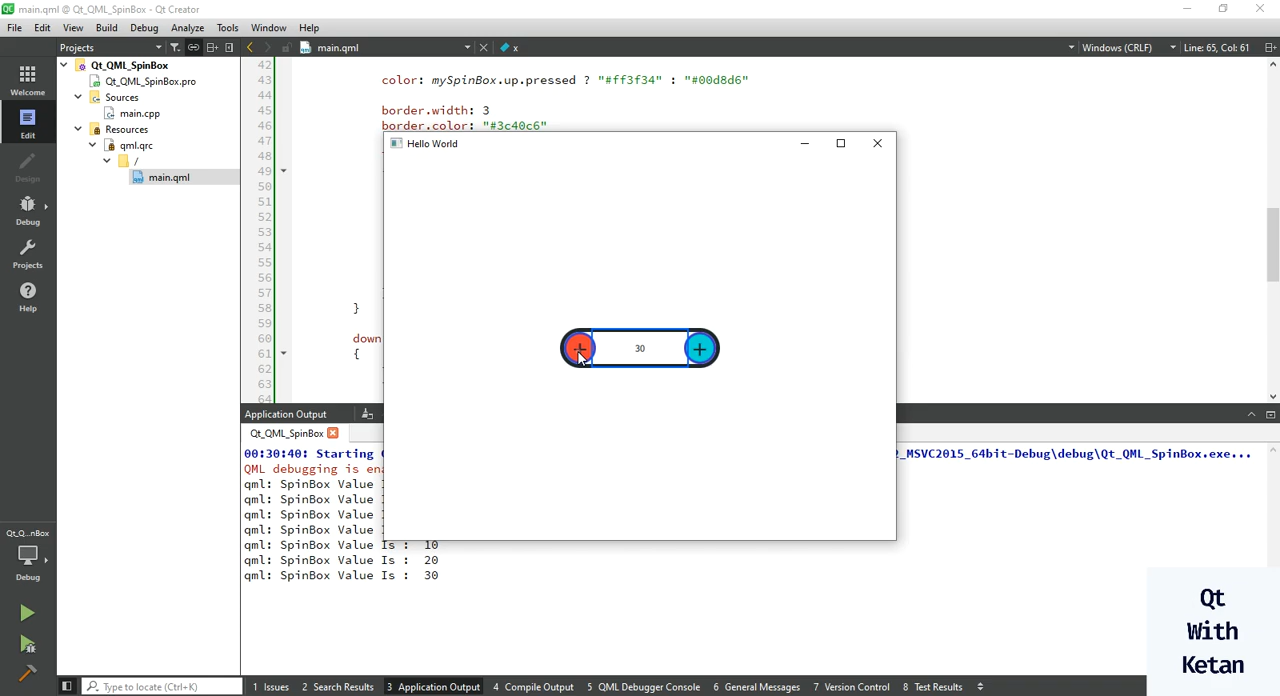 main.qml @ Qt_QML_SpinBox - Qt Creator
File Edit View Build Debug Analyze Tools Window Help
Projects main.qml x Windows (CRLF) Line: 65, Col: 61
Welcome
Edit
Design
Debug
Projects
Help
Qt_Q...nBox
Debug
Qt_QML_SpinBox
Qt_QML_SpinBox.pro
Sources
main.cpp
Resources
qml.qrc
/
main.qml
42
43 color: mySpinBox.up.pressed ? "#ff3f34" : "#00d8d6"
44
45 border.width: 3
46 border.color: "#3c40c6"
47
48
49
50
51
52
53
54
55
56
57
58 }
59
60 down
61 {
62
63
64
Hello World
+ 30 +
Application Output
Qt_QML_SpinBox
00:30:40: Starting 2_MSVC2015_64bit-Debug\debug\Qt_QML_SpinBox.exe...
QML debugging is ena
qml: SpinBox Value I
qml: SpinBox Value I
qml: SpinBox Value I
qml: SpinBox Value I
qml: SpinBox Value Is : 10
qml: SpinBox Value Is : 20
qml: SpinBox Value Is : 30
Type to locate (Ctrl+K) 1 Issues 2 Search Results 3 Application Output 4 Compile Output 5 QML Debugger Console 6 General Messages 7 Version Control 8 Test Results
Qt
With
Ketan